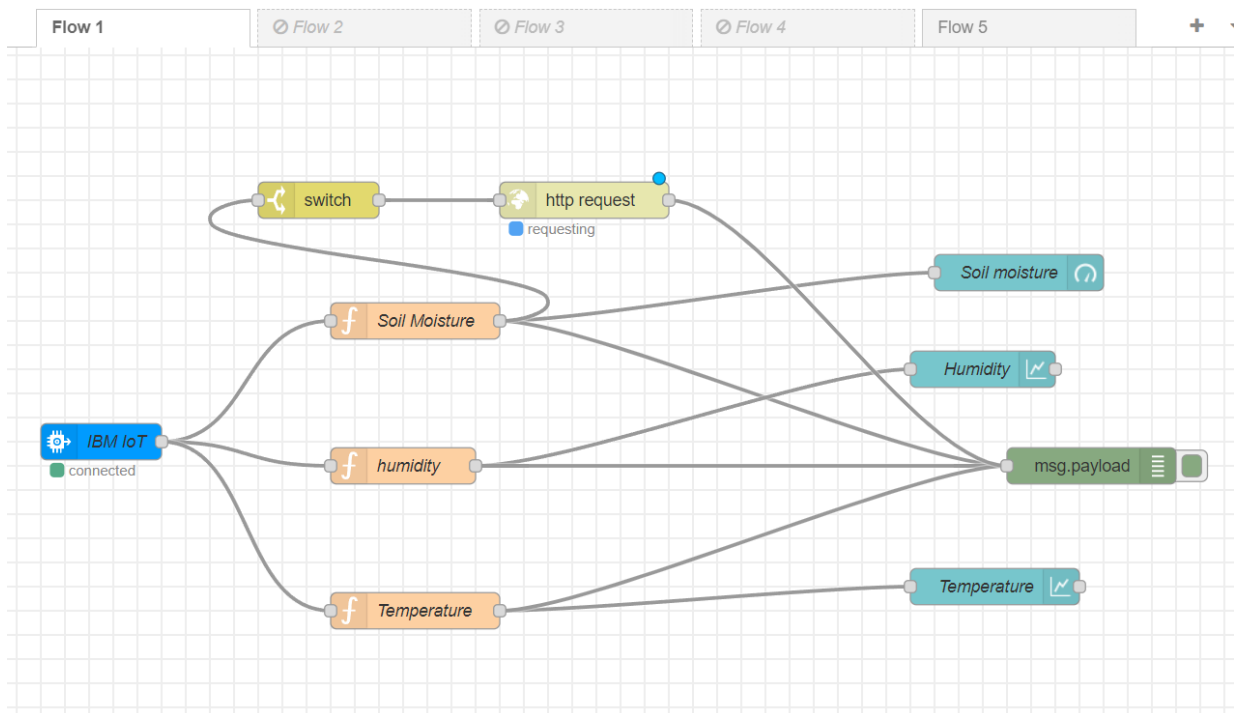 Flow 1
Flow 2
Flow 3
Flow 4
Flow 5
switch
http request
requesting
Soil moisture
Soil Moisture
Humidity
IBM IoT
connected
humidity
msg.payload
Temperature
Temperature